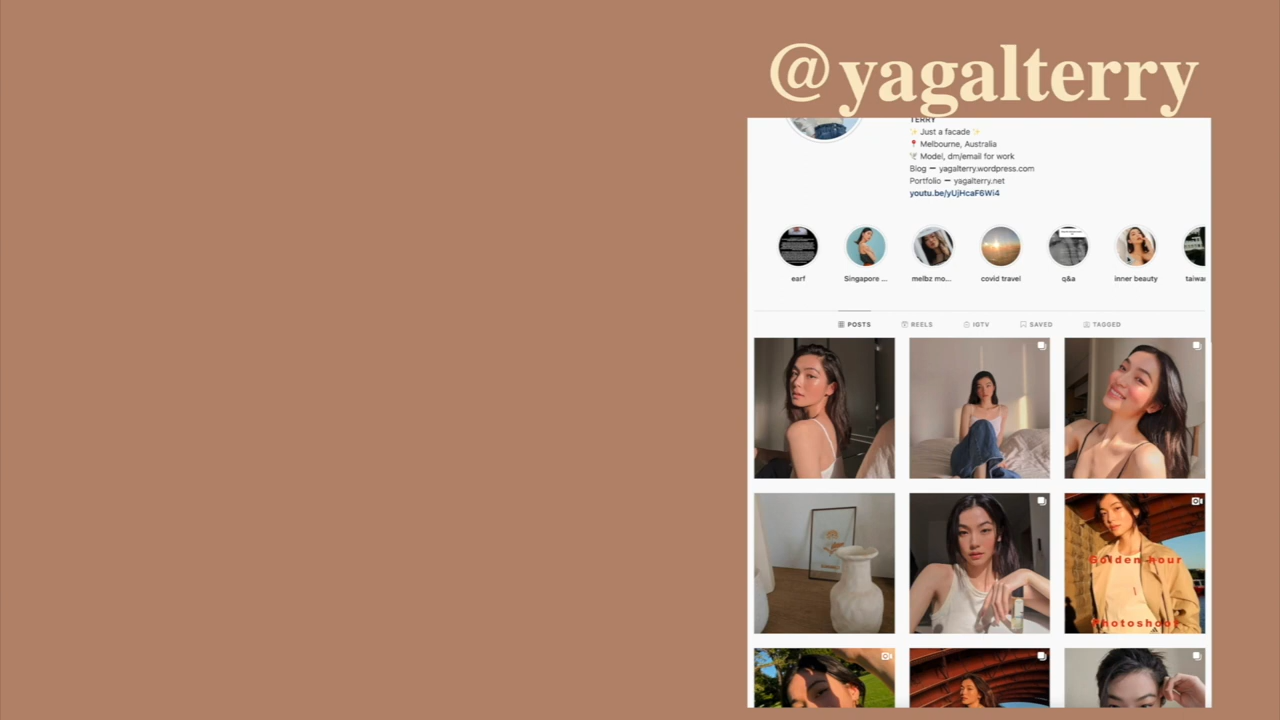 @yagalterry
TERRY
✨ Just a facade ✨
📍 Melbourne, Australia
🕊 Model, dm/email for work
Blog – yagalterry.wordpress.com
Portfolio – yagalterry.net
youtu.be/yUjHcaF6Wi4
earf
Singapore ...
melbz mo...
covid travel
q&a
inner beauty
taiwa
POSTS
REELS
IGTV
SAVED
TAGGED
Golden hour
Photoshoot